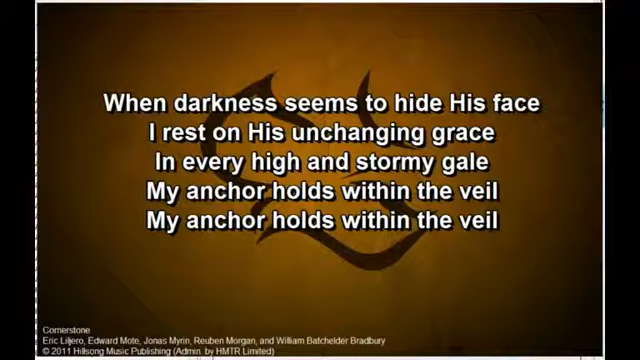 When darkness seems to hide His face
I rest on His unchanging grace
In every high and stormy gale
My anchor holds within the veil
My anchor holds within the veil
Cornerstone
Eric Liljero, Edward Mote, Jonas Myrin, Reuben Morgan, and William Batchelder Bradbury
© 2011 Hillsong Music Publishing (Admin. by HMTR Limited)